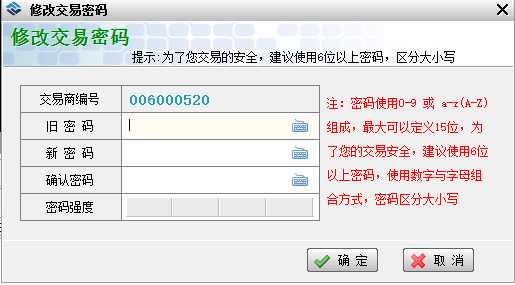 修改交易密码
修改交易密码
提示:为了您交易的安全，建议使用6位以上密码，区分大小写
交易商编号 006000520
旧 密 码
新 密 码
确认密码
密码强度
注：密码使用0-9 或 a-z(A-Z)
组成，最大可以定义15位，为
了您的交易安全，建议使用6位
以上密码，使用数字与字母组
合方式，密码区分大小写
确 定 取 消